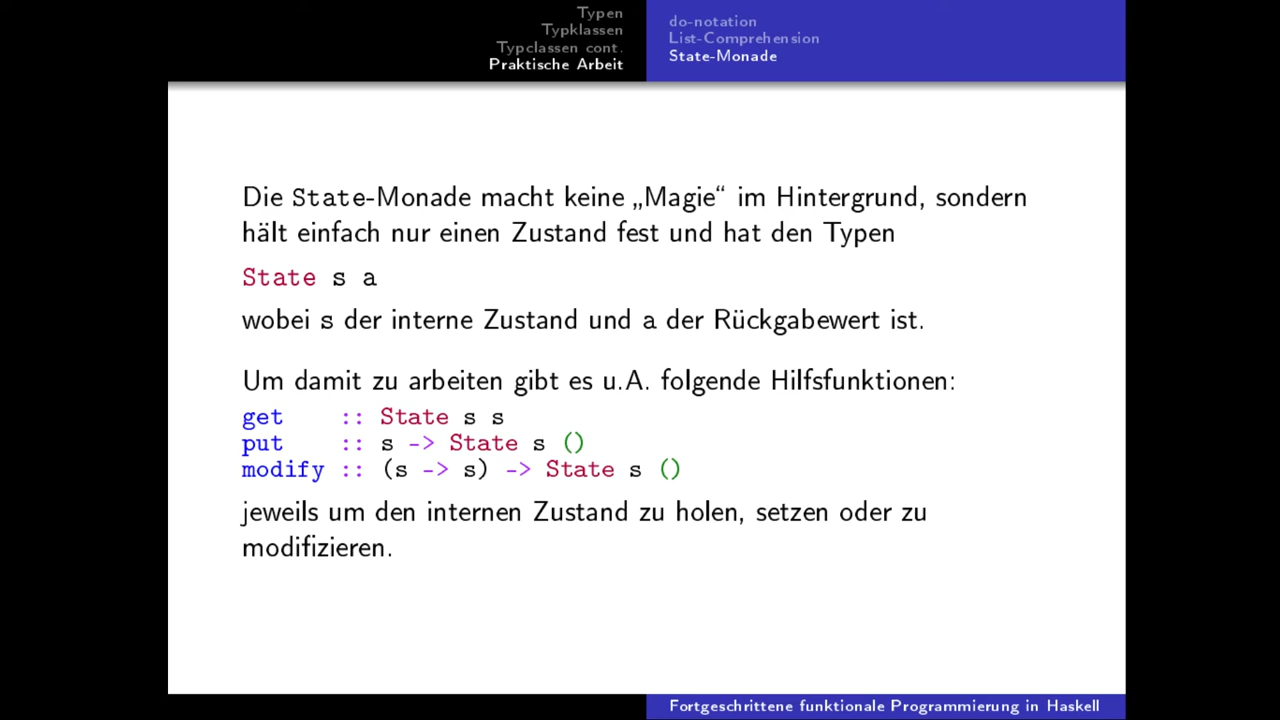 Typen
Typklassen
Typclassen cont.
Praktische Arbeit
do-notation
List-Comprehension
State-Monade
Die State-Monade macht keine „Magie“ im Hintergrund, sondern
hält einfach nur einen Zustand fest und hat den Typen
State s a
wobei s der interne Zustand und a der Rückgabewert ist.
Um damit zu arbeiten gibt es u.A. folgende Hilfsfunktionen:
get    :: State s s
put    :: s -> State s ()
modify :: (s -> s) -> State s ()
jeweils um den internen Zustand zu holen, setzen oder zu
modifizieren.
Fortgeschrittene funktionale Programmierung in Haskell